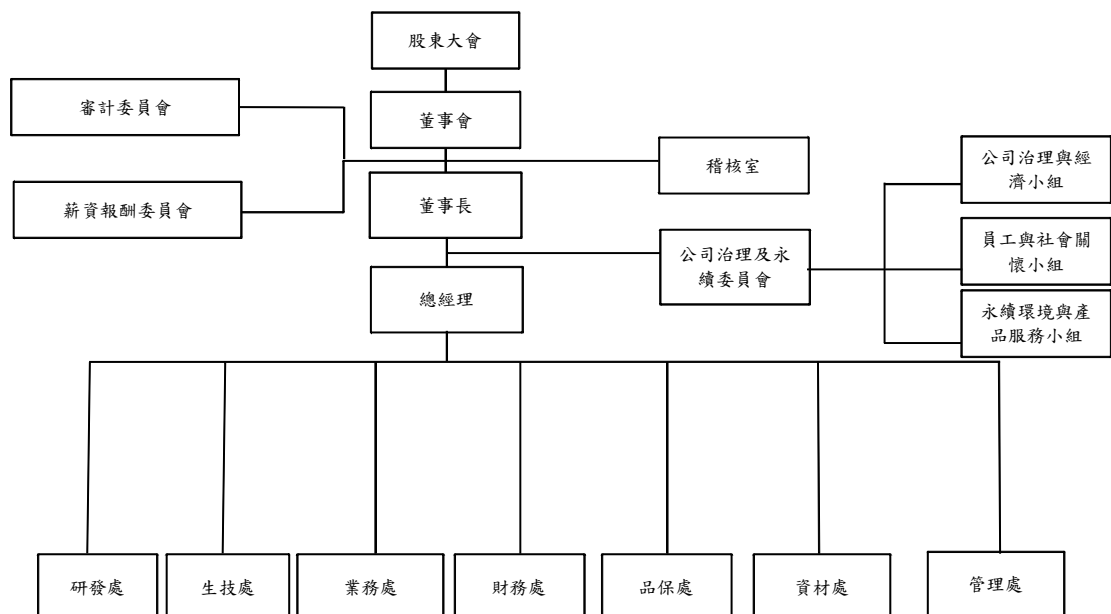 股東大會
審計委員會
董事會
稽核室
公司治理與經
濟小組
薪資報酬委員會
董事長
員工與社會關
懷小組
公司治理及永
續委員會
總經理
永續環境與產
品服務小組
研發處
生技處
業務處
財務處
品保處
資材處
管理處